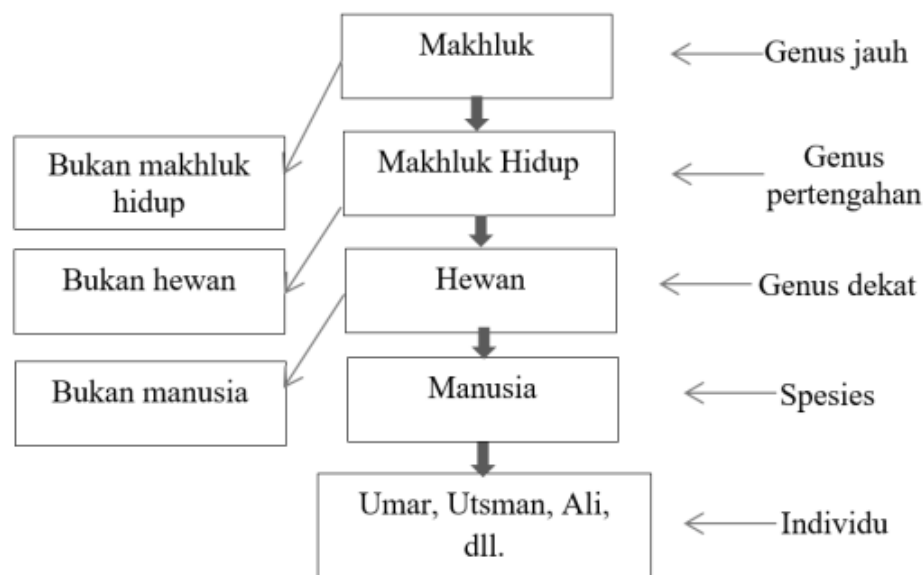 Makhluk
Genus jauh
Bukan makhluk
hidup
Makhluk Hidup
Genus
pertengahan
Bukan hewan
Hewan
Genus dekat
Bukan manusia
Manusia
Spesies
Umar, Utsman, Ali,
dll.
Individu